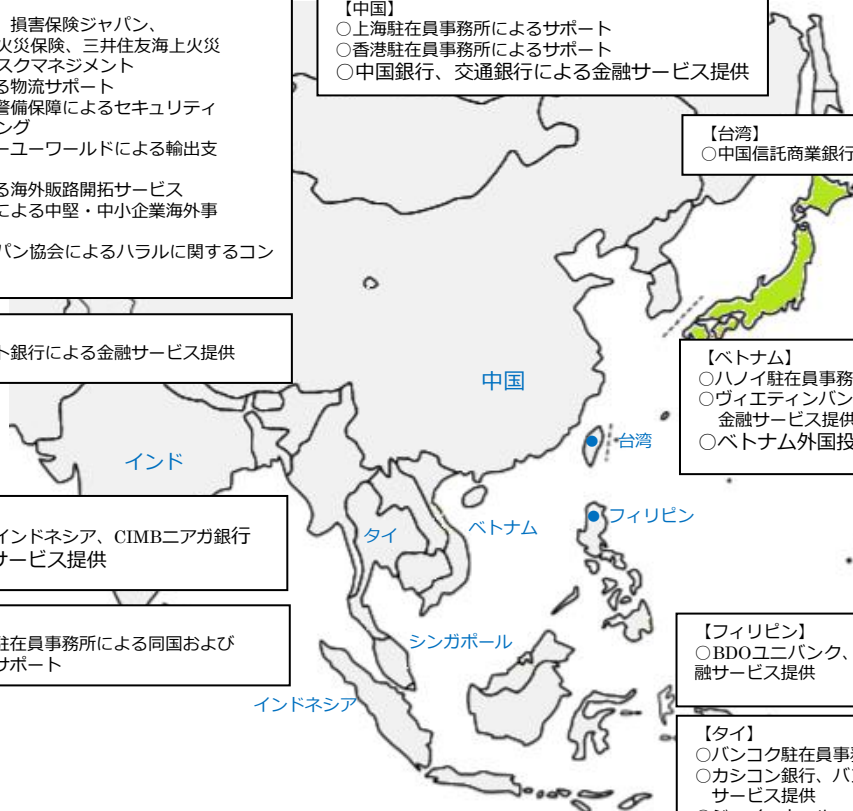 損害保険ジャパン、
火災保険、三井住友海上火災
スクマネジメント
る物流サポート
警備保障によるセキュリティ
ング
ーユーワールドによる輸出支
る海外販路開拓サービス
による中堅・中小企業海外事
パン協会によるハラルに関するコン
ト銀行による金融サービス提供
インドネシア、CIMBニアガ銀行
サービス提供
駐在員事務所による同国および
サポート
【中国】
○上海駐在員事務所によるサポート
○香港駐在員事務所によるサポート
○中国銀行、交通銀行による金融サービス提供
【台湾】
○中国信託商業銀行
【ベトナム】
○ハノイ駐在員事務
○ヴィエティンバン
金融サービス提供
○ベトナム外国投
【フィリピン】
○BDOユニバンク、
融サービス提供
【タイ】
○バンコク駐在員事務
○カシコン銀行、バン
サービス提供
中国
インド
台湾
タイ
ベトナム
フィリピン
シンガポール
インドネシア